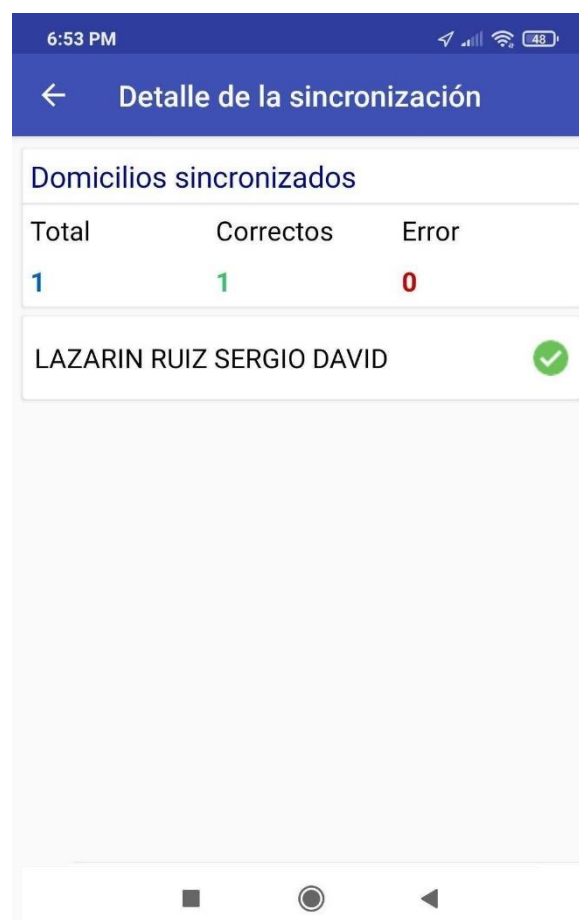 6:53 PM 48
Detalle de la sincronización
Domicilios sincronizados
Total Correctos Error
1 1 0
LAZARIN RUIZ SERGIO DAVID